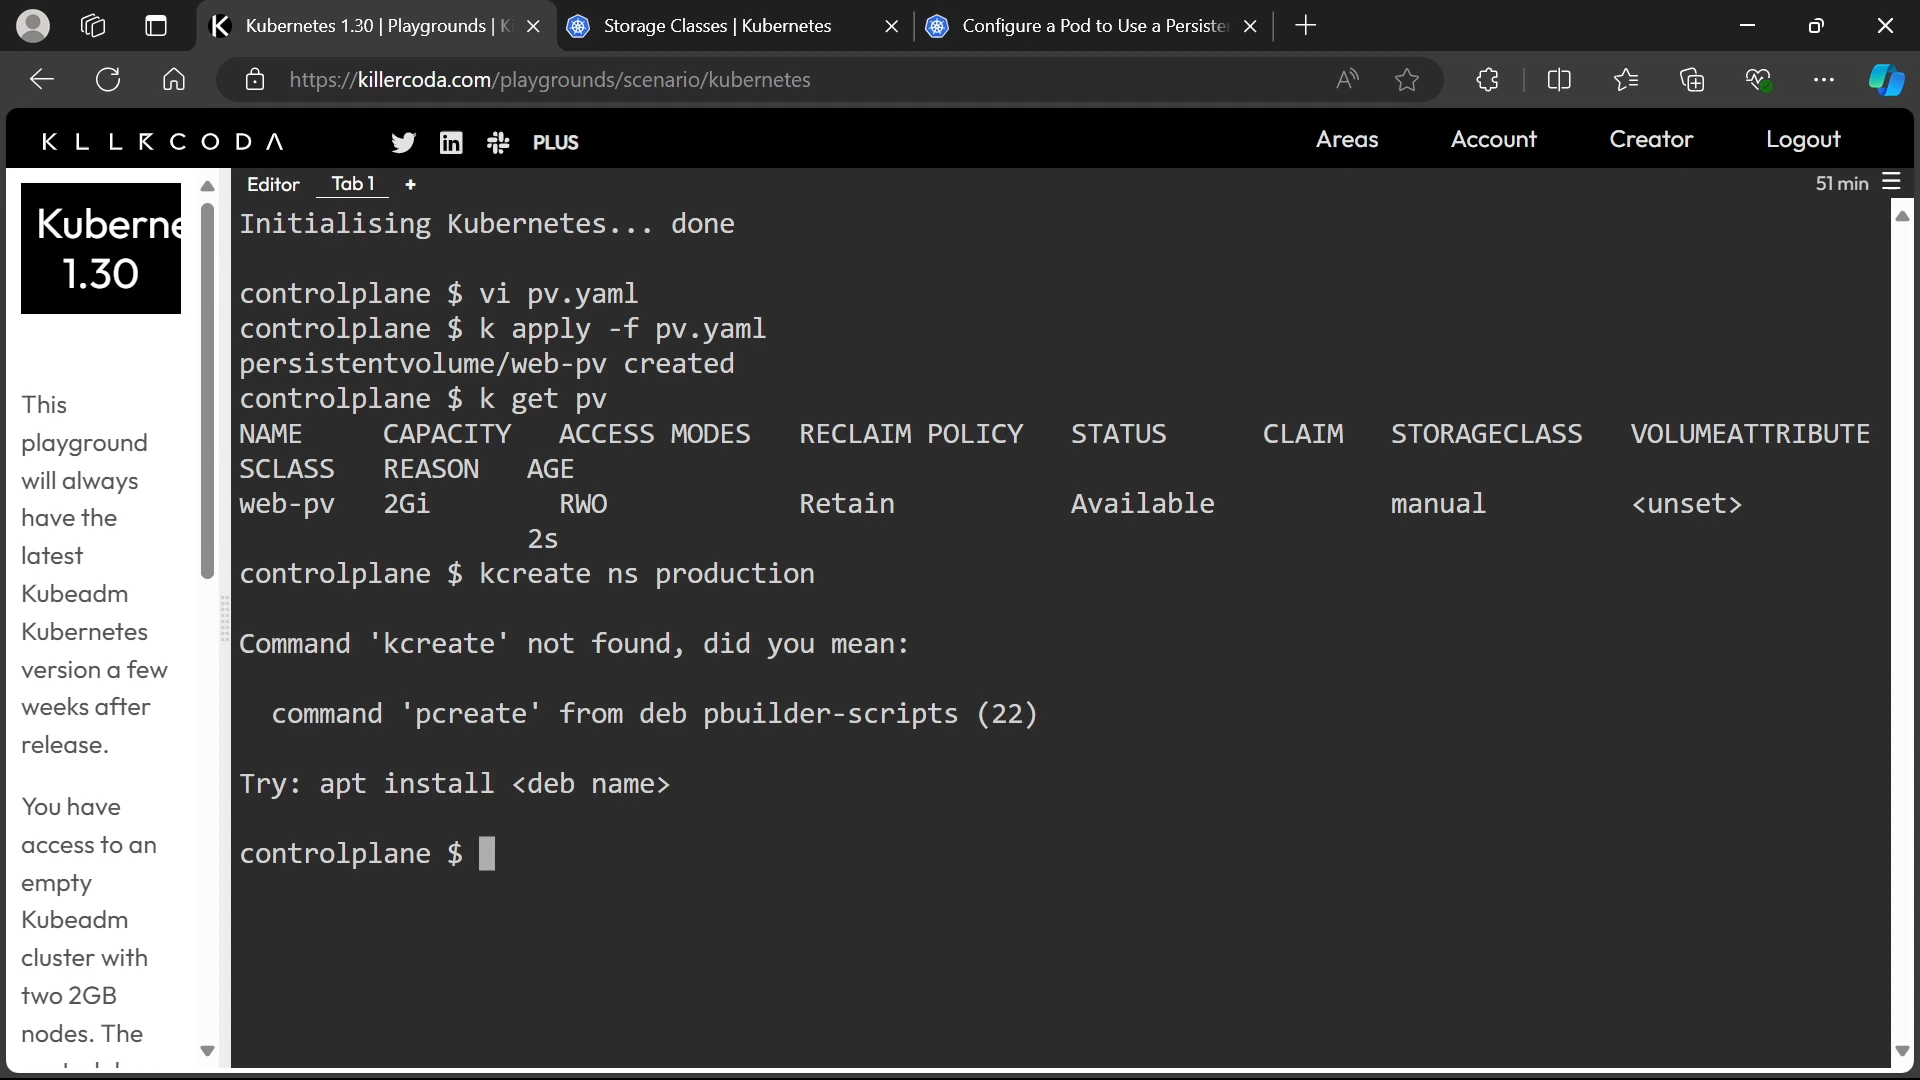 Kubernetes 1.30 | Playgrounds | Ki
Storage Classes | Kubernetes
Configure a Pod to Use a Persiste
https://killercoda.com/playgrounds/scenario/kubernetes
KLLRCODA
PLUS
Areas
Account
Creator
Logout
Editor
Tab 1
+
51 min
Kuberne
1.30
This
playground
will always
have the
latest
Kubeadm
Kubernetes
version a few
weeks after
release.
You have
access to an
empty
Kubeadm
cluster with
two 2GB
nodes. The
Initialising Kubernetes... done
controlplane $ vi pv.yaml
controlplane $ k apply -f pv.yaml
persistentvolume/web-pv created
controlplane $ k get pv
NAME CAPACITY ACCESS MODES RECLAIM POLICY STATUS CLAIM STORAGECLASS VOLUMEATTRIBUTE
SCLASS REASON AGE
web-pv 2Gi RWO Retain Available manual <unset>
2s
controlplane $ kcreate ns production
Command 'kcreate' not found, did you mean:
command 'pcreate' from deb pbuilder-scripts (22)
Try: apt install <deb name>
controlplane $